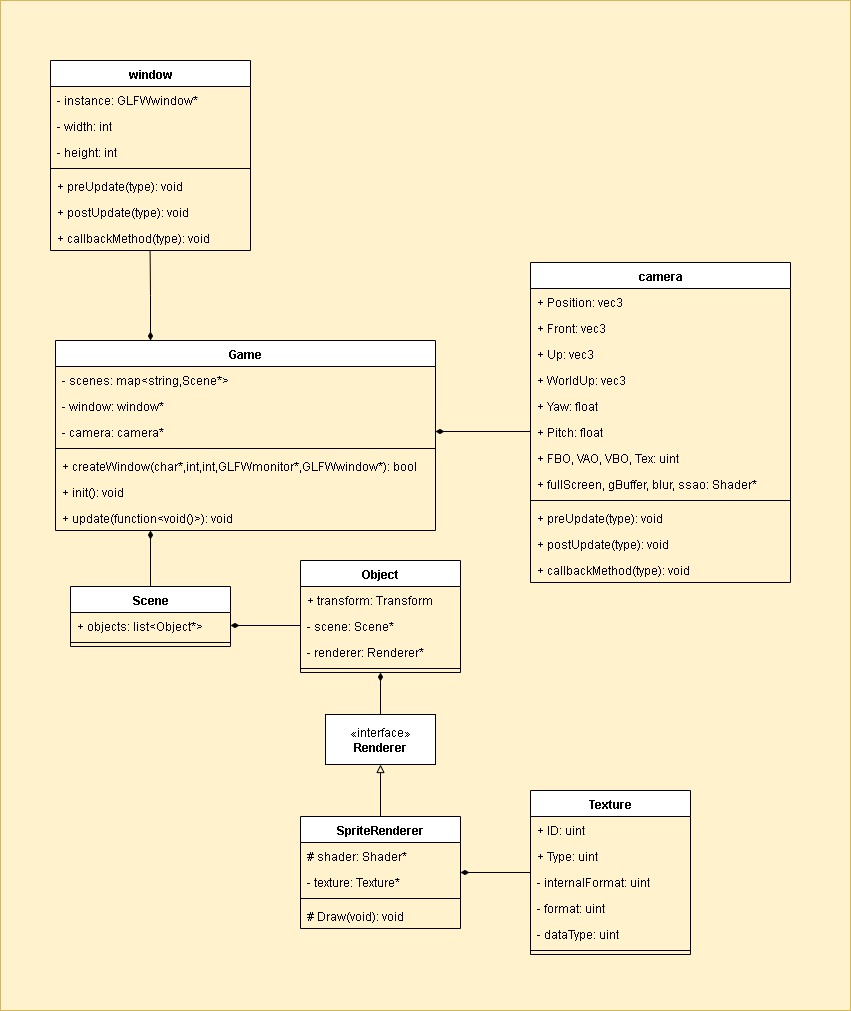 window
- instance: GLFWwindow*
- width: int
- height: int
+ preUpdate(type): void
+ postUpdate(type): void
+ callbackMethod(type): void
camera
+ Position: vec3
+ Front: vec3
+ Up: vec3
+ WorldUp: vec3
+ Yaw: float
+ Pitch: float
+ FBO, VAO, VBO, Tex: uint
+ fullScreen, gBuffer, blur, ssao: Shader*
+ preUpdate(type): void
+ postUpdate(type): void
+ callbackMethod(type): void
Game
- scenes: map<string,Scene*>
- window: window*
- camera: camera*
+ createWindow(char*,int,int,GLFWmonitor*,GLFWwindow*): bool
+ init(): void
+ update(function<void()>): void
Scene
+ objects: list<Object*>
Object
+ transform: Transform
- scene: Scene*
- renderer: Renderer*
«interface»
Renderer
SpriteRenderer
# shader: Shader*
- texture: Texture*
# Draw(void): void
Texture
+ ID: uint
+ Type: uint
- internalFormat: uint
- format: uint
- dataType: uint